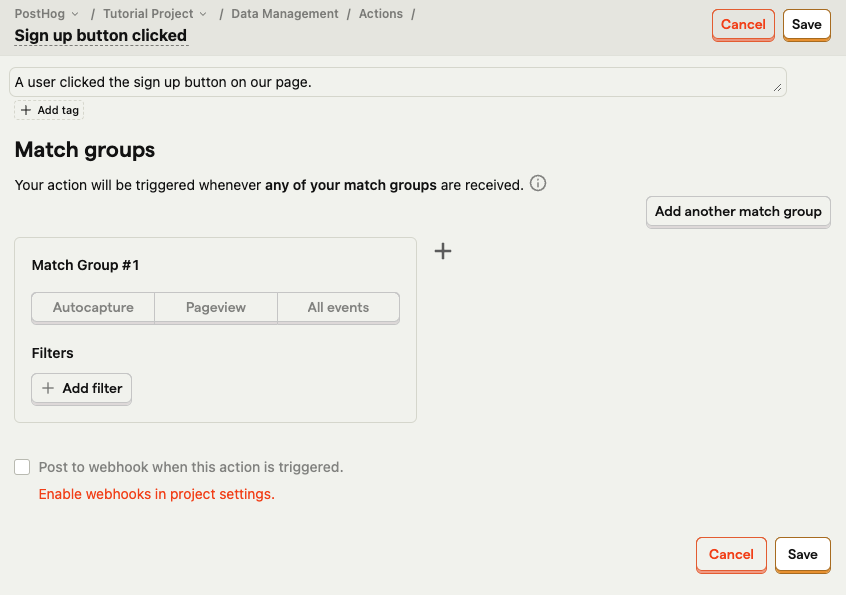 PostHog / Tutorial Project / Data Management / Actions /
Sign up button clicked
Cancel
Save
A user clicked the sign up button on our page.
Add tag
Match groups
Your action will be triggered whenever any of your match groups are received.
Add another match group
Match Group #1
Autocapture Pageview All events
Filters
Add filter
Post to webhook when this action is triggered.
Enable webhooks in project settings.
Cancel
Save